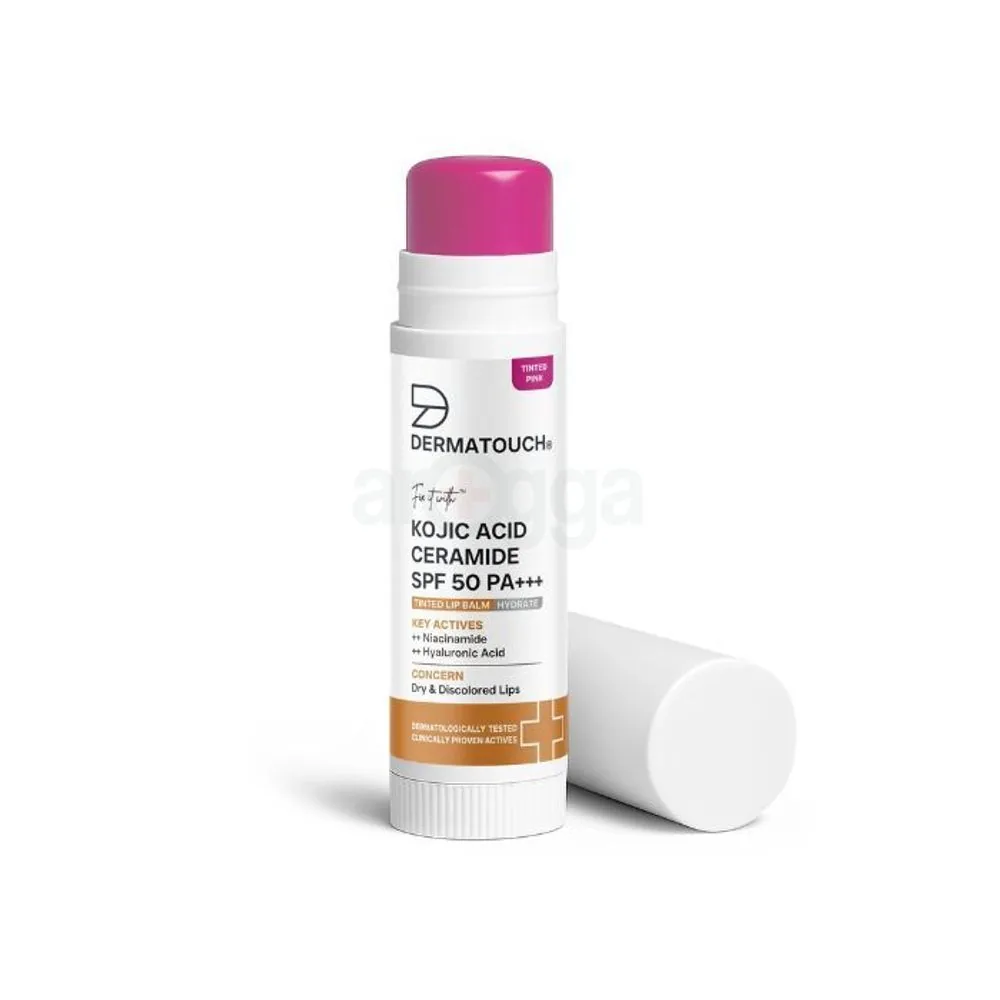 TINTED
PINK
DERMATOUCH®
Fix it with™
KOJIC ACID
CERAMIDE
SPF 50 PA+++
TINTED LIP BALM HYDRATE
KEY ACTIVES
++ Niacinamide
++ Hyaluronic Acid
CONCERN
Dry & Discolored Lips
DERMATOLOGICALLY TESTED
CLINICALLY PROVEN ACTIVES
arogga